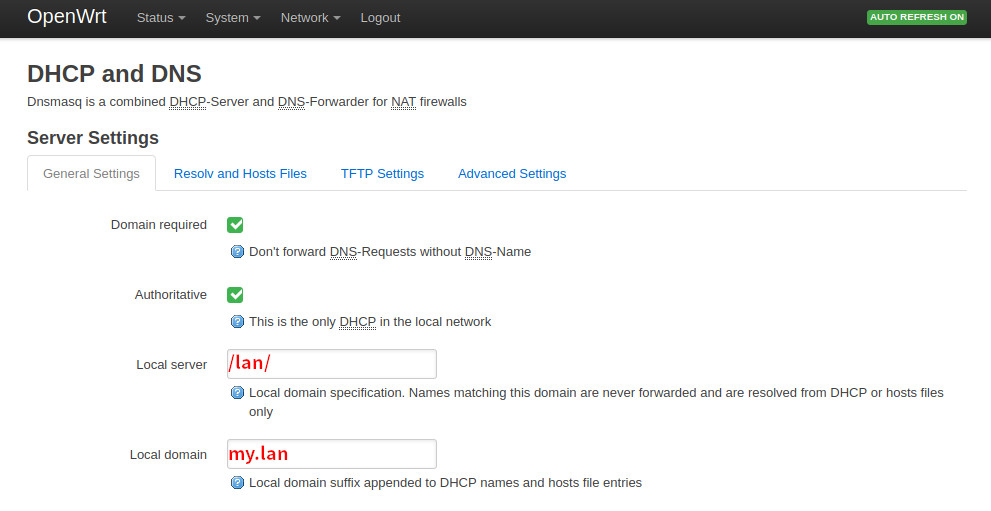 OpenWrt Status System Network Logout AUTO REFRESH ON
DHCP and DNS
Dnsmasq is a combined DHCP-Server and DNS-Forwarder for NAT firewalls
Server Settings
General Settings Resolv and Hosts Files TFTP Settings Advanced Settings
Domain required
Don't forward DNS-Requests without DNS-Name
Authoritative
This is the only DHCP in the local network
Local server /lan/
Local domain specification. Names matching this domain are never forwarded and are resolved from DHCP or hosts files
only
Local domain my.lan
Local domain suffix appended to DHCP names and hosts file entries